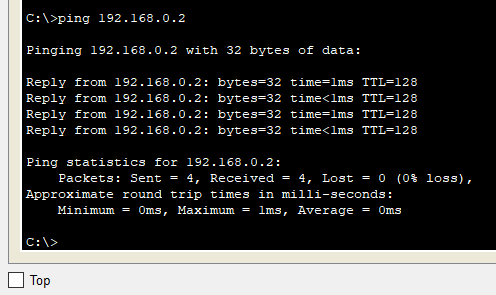 C:\>ping 192.168.0.2
Pinging 192.168.0.2 with 32 bytes of data:
Reply from 192.168.0.2: bytes=32 time=1ms TTL=128
Reply from 192.168.0.2: bytes=32 time<1ms TTL=128
Reply from 192.168.0.2: bytes=32 time=1ms TTL=128
Reply from 192.168.0.2: bytes=32 time<1ms TTL=128
Ping statistics for 192.168.0.2:
Packets: Sent = 4, Received = 4, Lost = 0 (0% loss),
Approximate round trip times in milli-seconds:
Minimum = 0ms, Maximum = 1ms, Average = 0ms
C:\>
Top